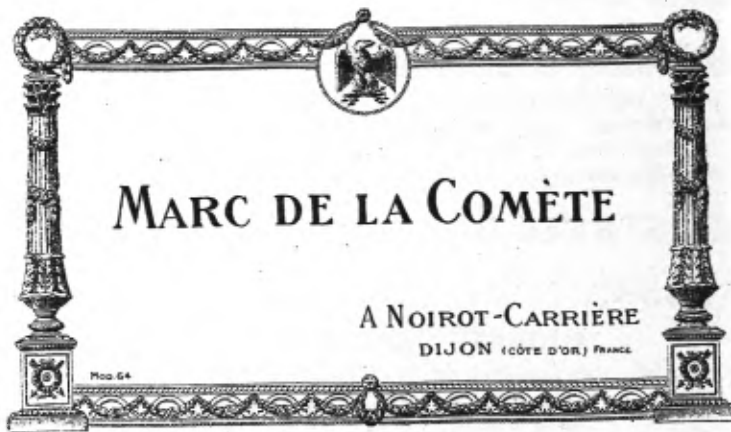 MARC DE LA COMÈTE
A NOIROT-CARRIÈRE
DIJON (CÔTE D'OR) FRANCE
MOD. 64